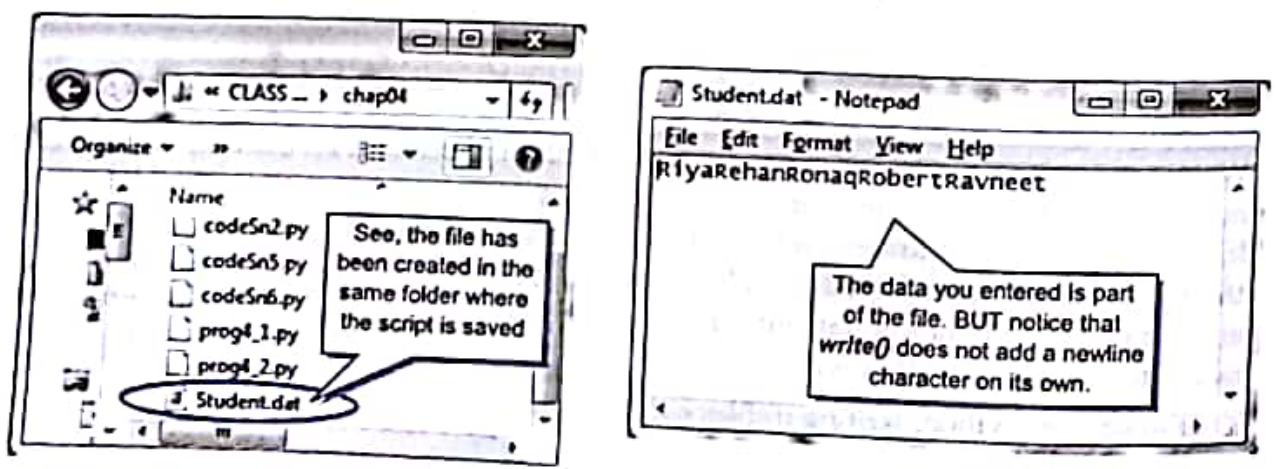 « CLASS ... ▸ chap04
Organize ▾ »
Name
codeSn2.py
codeSn5.py
codeSn6.py
prog4_1.py
prog4_2.py
Student.dat
See, the file has
been created in the
same folder where
the script is saved
Student.dat - Notepad
File Edit Format View Help
RiyaRehanRonaqRobertRavneet
The data you entered is part
of the file. BUT notice that
write() does not add a newline
character on its own.